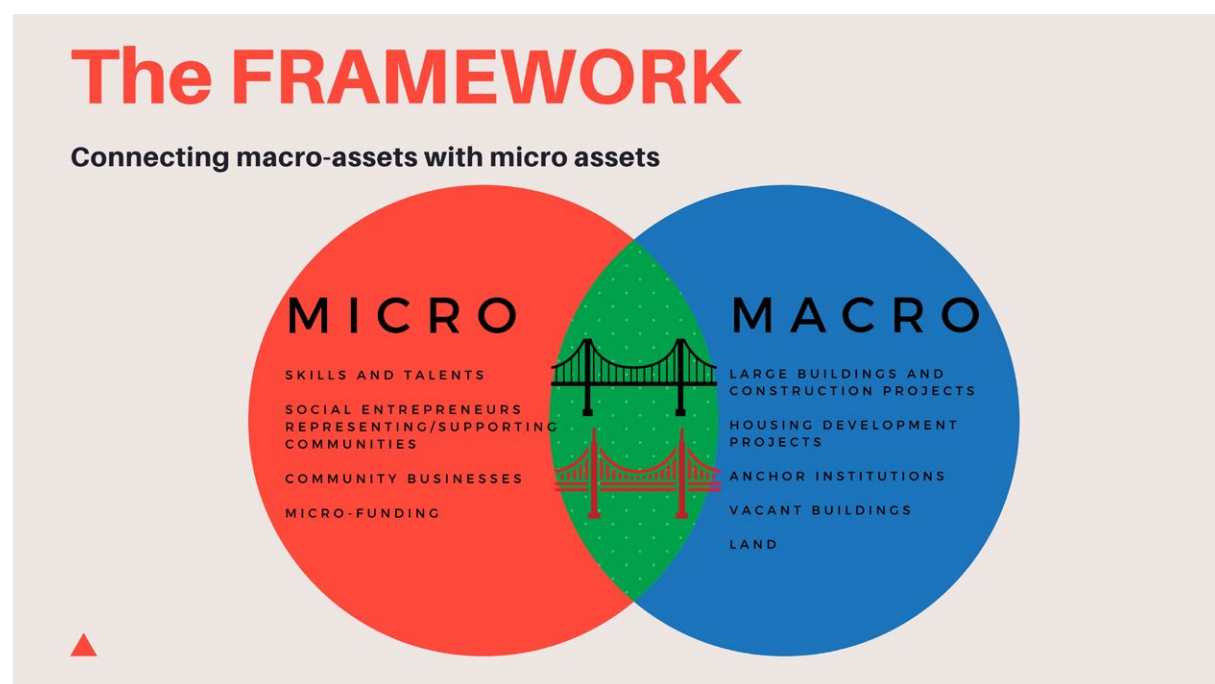 The FRAMEWORK
Connecting macro-assets with micro assets
MICRO
SKILLS AND TALENTS
SOCIAL ENTREPRENEURS
REPRESENTING/SUPPORTING
COMMUNITIES
COMMUNITY BUSINESSES
MICRO-FUNDING
MACRO
LARGE BUILDINGS AND
CONSTRUCTION PROJECTS
HOUSING DEVELOPMENT
PROJECTS
ANCHOR INSTITUTIONS
VACANT BUILDINGS
LAND